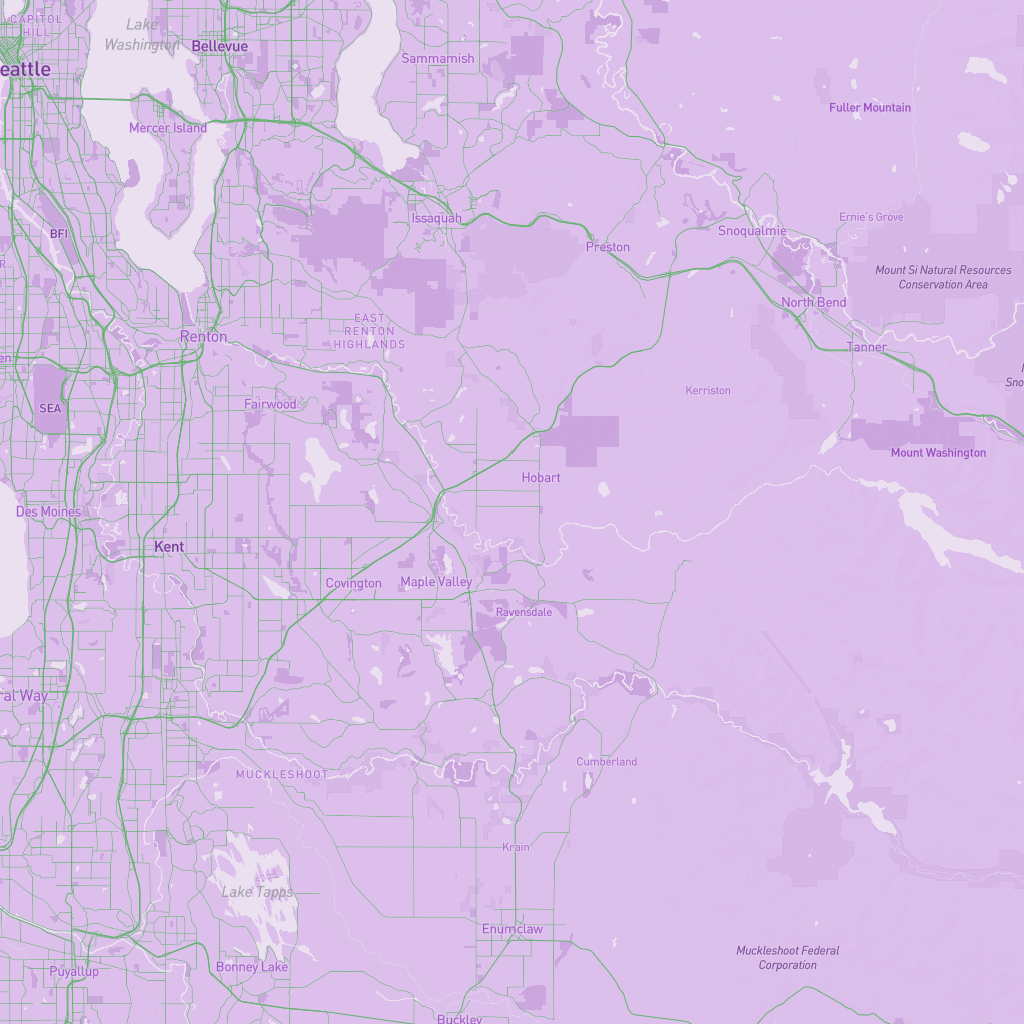 CAPITOL
HILL
Lake
Washington
Bellevue
Sammamish
eattle
Fuller Mountain
Mercer Island
Issaquah
Ernie's Grove
BFI
Snoqualmie
Preston
R
Mount Si Natural Resources
Conservation Area
North Bend
EAST
RENTON
HIGHLANDS
Renton
Tanner
en
Sno
Kerriston
SEA
Fairwood
Mount Washington
Hobart
Des Moines
Kent
Covington
Maple Valley
Ravensdale
ral Way
Cumberland
MUCKLESHOOT
Krain
Lake Tapps
Enumclaw
Muckleshoot Federal
Corporation
Puyallup
Bonney Lake
Buckley